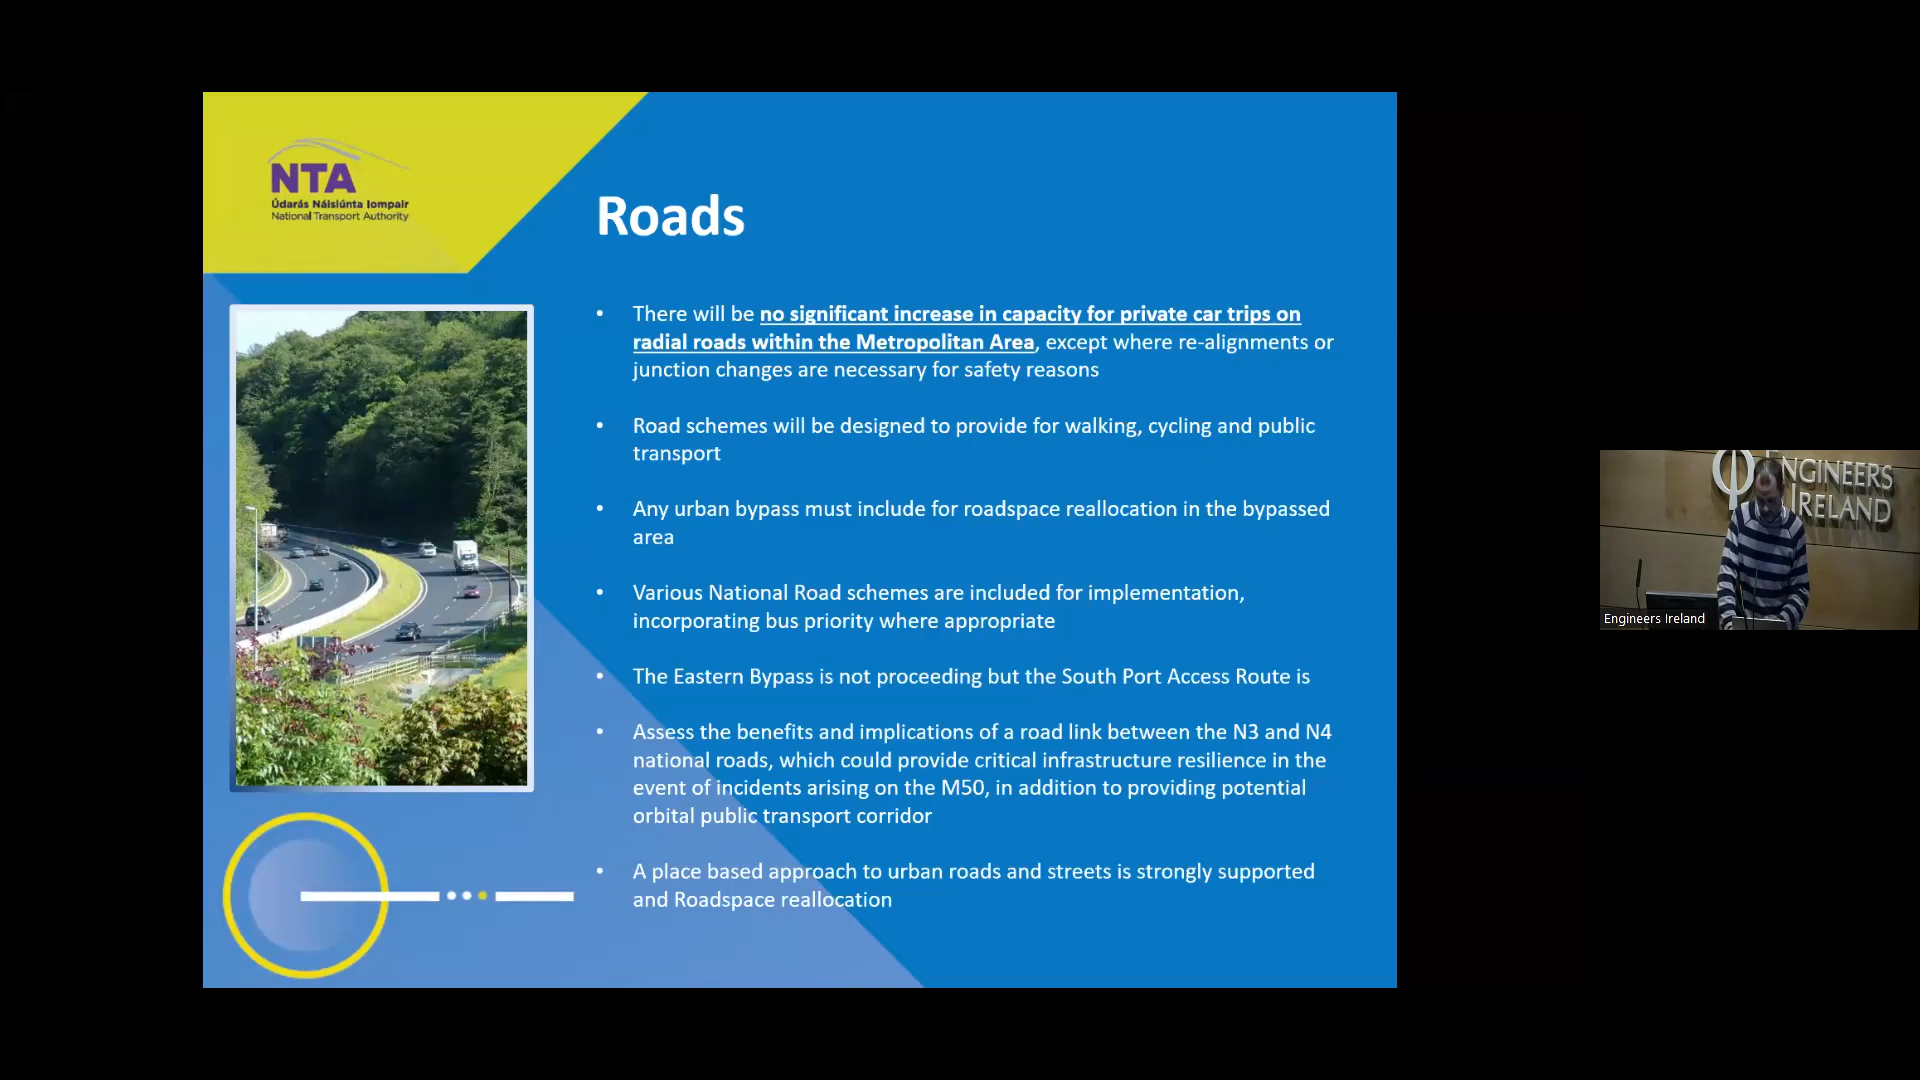 NTA
Údarás Náisiúnta Iompair
National Transport Authority
Roads
• There will be no significant increase in capacity for private car trips on
radial roads within the Metropolitan Area, except where re-alignments or
junction changes are necessary for safety reasons
• Road schemes will be designed to provide for walking, cycling and public
transport
• Any urban bypass must include for roadspace reallocation in the bypassed
area
• Various National Road schemes are included for implementation,
incorporating bus priority where appropriate
• The Eastern Bypass is not proceeding but the South Port Access Route is
• Assess the benefits and implications of a road link between the N3 and N4
national roads, which could provide critical infrastructure resilience in the
event of incidents arising on the M50, in addition to providing potential
orbital public transport corridor
• A place based approach to urban roads and streets is strongly supported
and Roadspace reallocation
ENGINEERS
IRELAND
Engineers Ireland